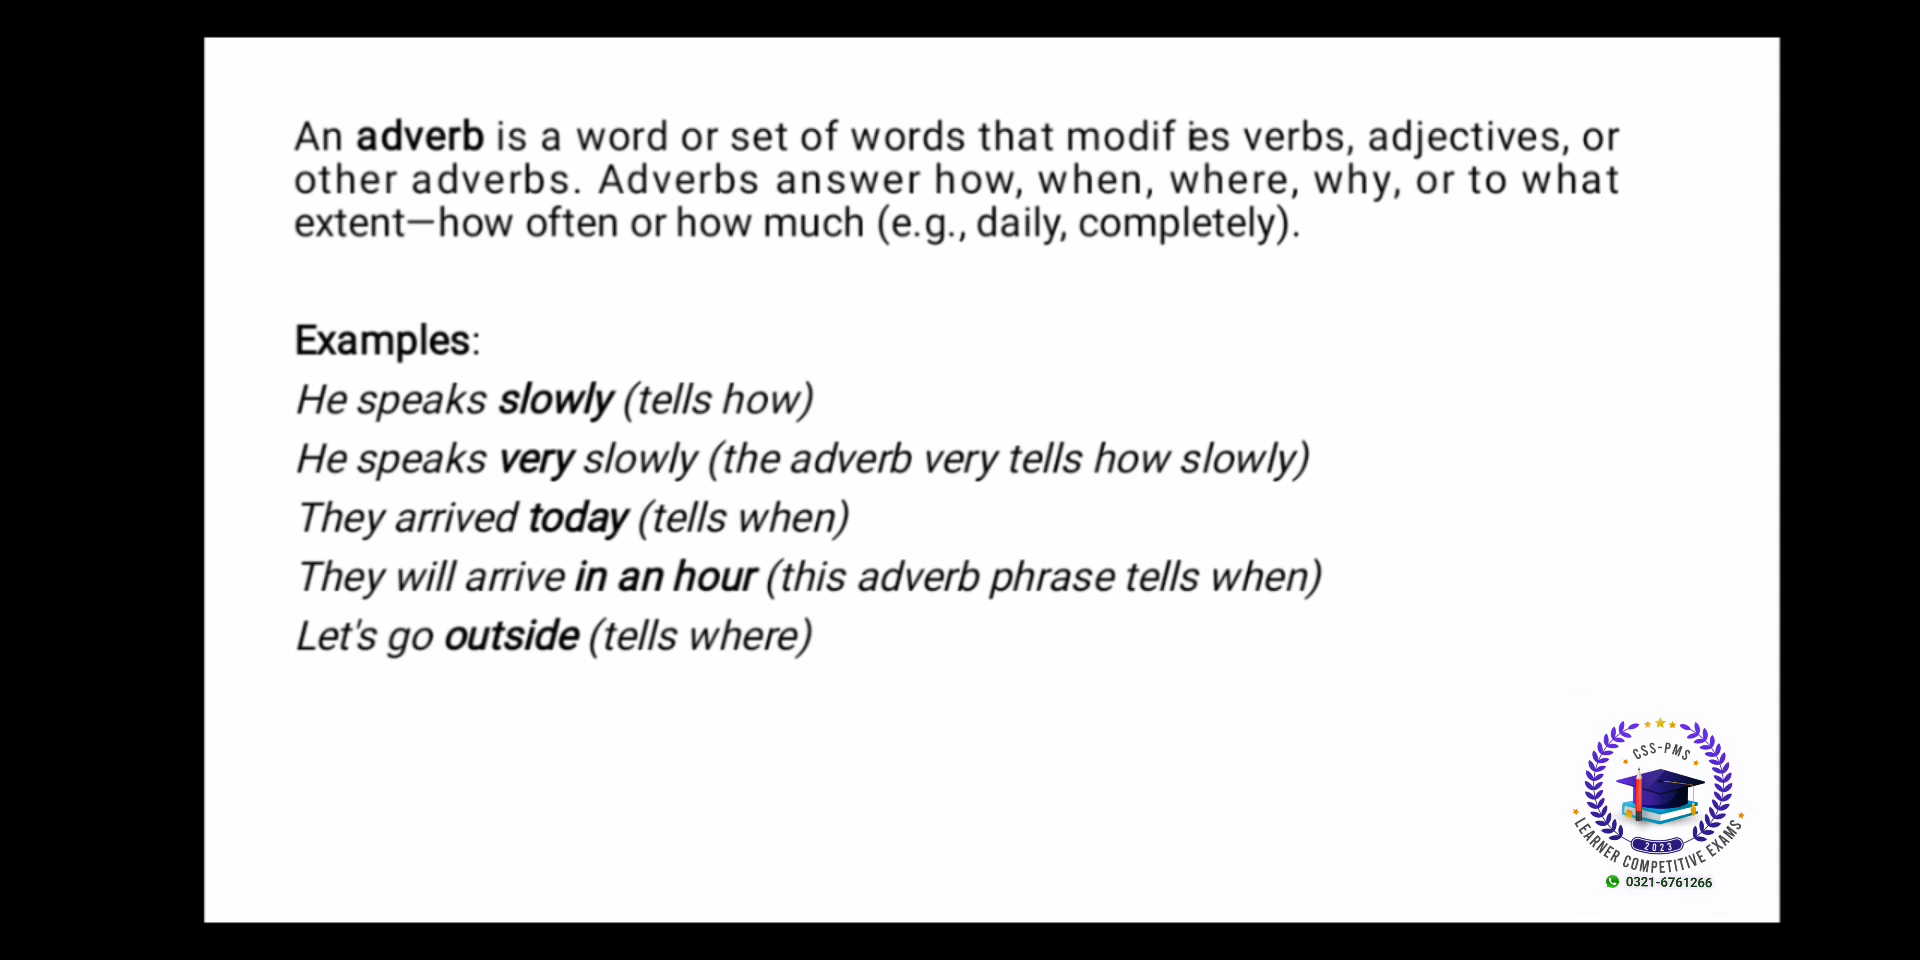 An adverb is a word or set of words that modifies verbs, adjectives, or
other adverbs. Adverbs answer how, when, where, why, or to what
extent—how often or how much (e.g., daily, completely).
Examples:
He speaks slowly (tells how)
He speaks very slowly (the adverb very tells how slowly)
They arrived today (tells when)
They will arrive in an hour (this adverb phrase tells when)
Let's go outside (tells where)
CSS-PMS
2023
LEARNER COMPETITIVE EXAMS
0321-6761266